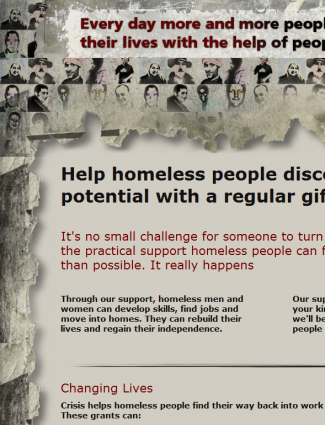 Every day more and more peopl
their lives with the help of peop
Help homeless people disco
potential with a regular gif
It's no small challenge for someone to turn
the practical support homeless people can f
than possible. It really happens
Through our support, homeless men and
women can develop skills, find jobs and
move into homes. They can rebuild their
lives and regain their independence.
Our sup
your kin
we'll be
people
Changing Lives
Crisis helps homeless people find their way back into work
These grants can: